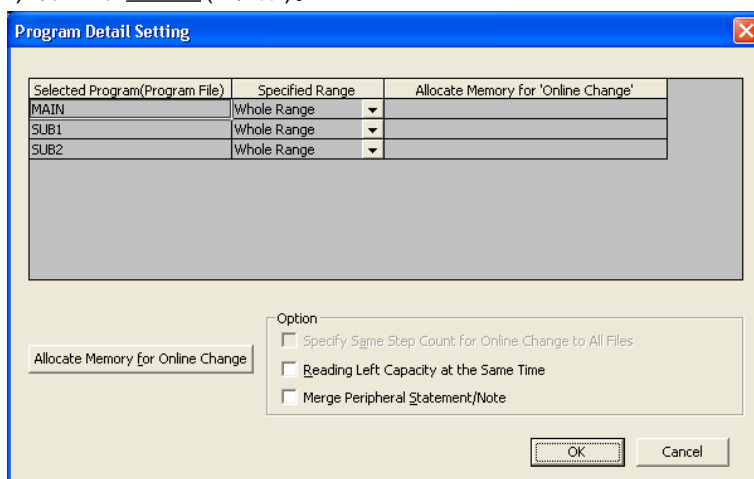 Program Detail Setting
Selected Program(Program File) Specified Range Allocate Memory for 'Online Change'
MAIN Whole Range
SUB1 Whole Range
SUB2 Whole Range
Option
Specify Same Step Count for Online Change to All Files
Allocate Memory for Online Change
Reading Left Capacity at the Same Time
Merge Peripheral Statement/Note
OK Cancel